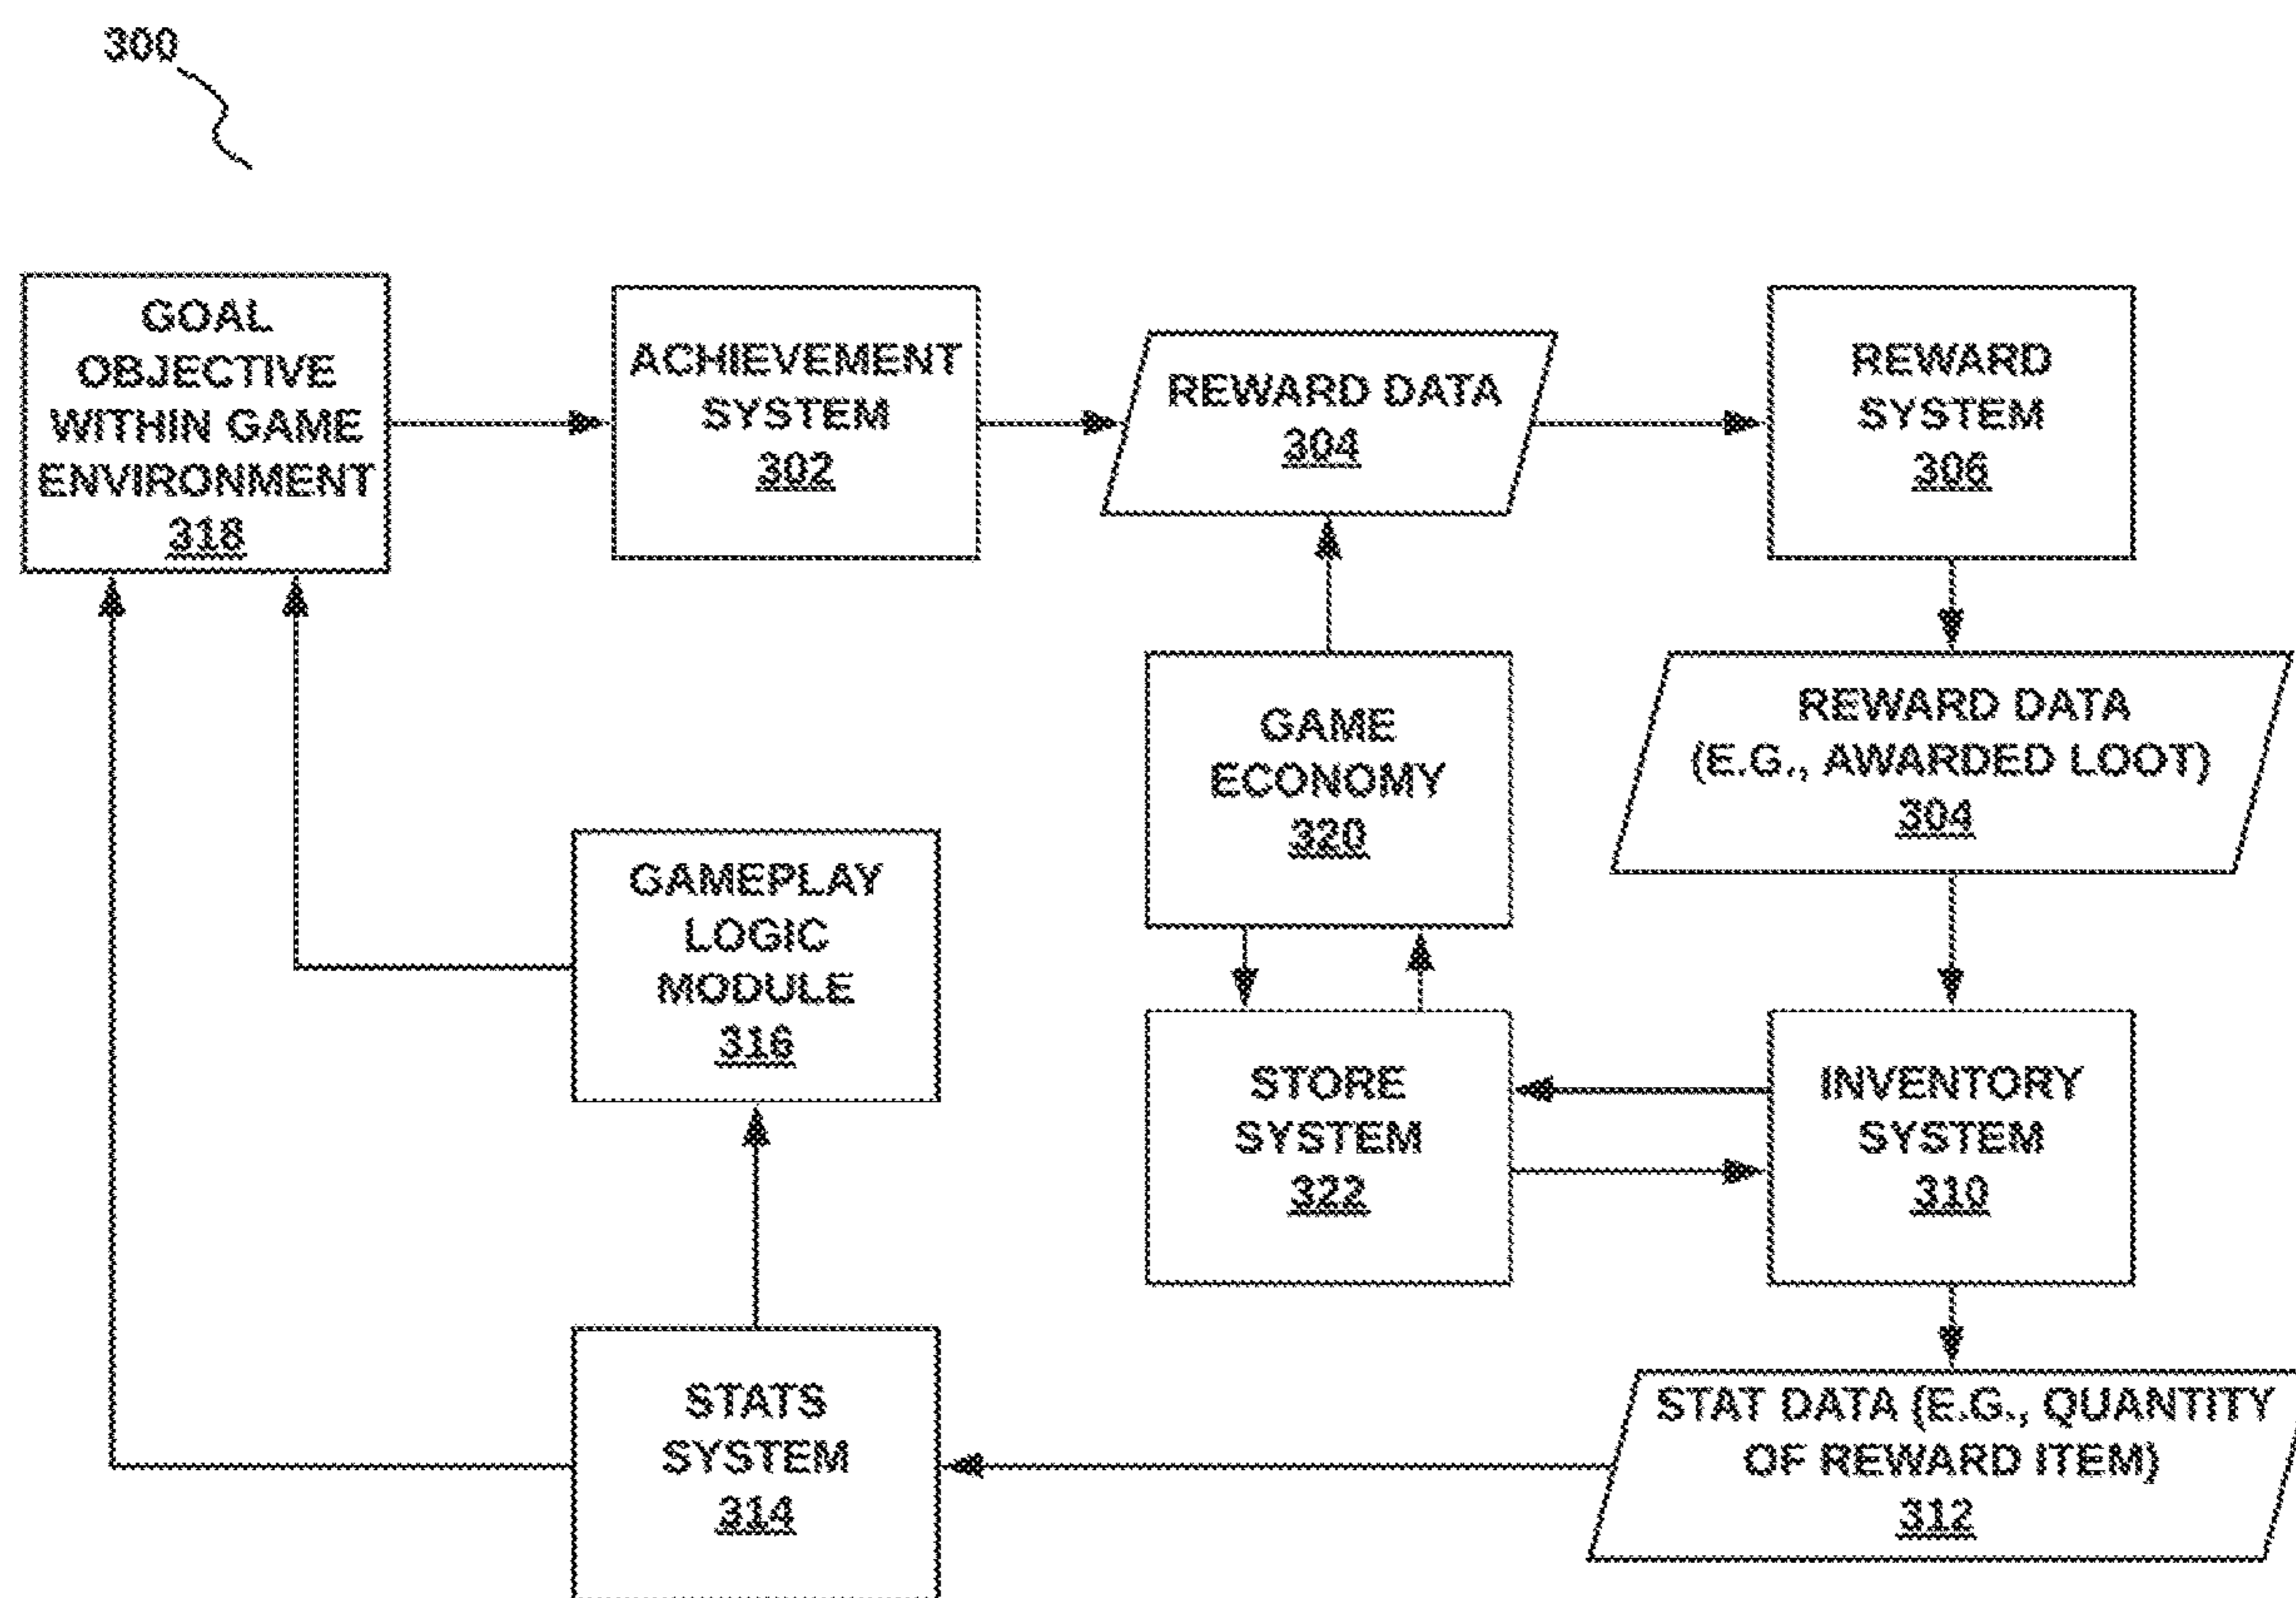 300
GOAL
OBJECTIVE
WITHIN GAME
ENVIRONMENT
318
ACHIEVEMENT
SYSTEM
302
REWARD DATA
304
REWARD
SYSTEM
306
GAME
ECONOMY
320
REWARD DATA
(E.G., AWARDED LOOT)
304
GAMEPLAY
LOGIC
MODULE
316
STORE
SYSTEM
322
INVENTORY
SYSTEM
310
STATS
SYSTEM
314
STAT DATA (E.G., QUANTITY
OF REWARD ITEM)
312